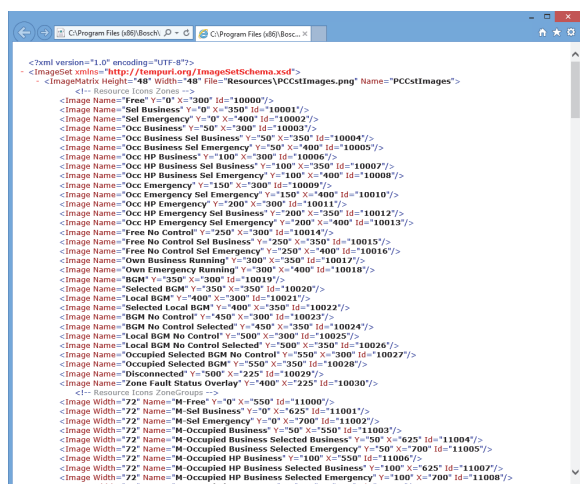 C:\Program Files (x86)\Bosch\
C:\Program Files (x86)\Bosc...
<?xml version="1.0" encoding="UTF-8"?>
- <ImageSet xmlns="http://tempuri.org/ImageSetSchema.xsd">
- <ImageMatrix Height="48" Width="48" File="Resources\PCCstImages.png" Name="PCCstImages">
<!-- Resource Icons Zones -->
<Image Name="Free" Y="0" X="300" Id="10000"/>
<Image Name="Sel Business" Y="0" X="350" Id="10001"/>
<Image Name="Sel Emergency" Y="0" X="400" Id="10002"/>
<Image Name="Occ Business" Y="50" X="300" Id="10003"/>
<Image Name="Occ Business Sel Business" Y="50" X="350" Id="10004"/>
<Image Name="Occ Business Sel Emergency" Y="50" X="400" Id="10005"/>
<Image Name="Occ HP Business" Y="100" X="300" Id="10006"/>
<Image Name="Occ HP Business Sel Business" Y="100" X="350" Id="10007"/>
<Image Name="Occ HP Business Sel Emergency" Y="100" X="400" Id="10008"/>
<Image Name="Occ Emergency" Y="150" X="300" Id="10009"/>
<Image Name="Occ Emergency Sel Emergency" Y="150" X="400" Id="10010"/>
<Image Name="Occ HP Emergency" Y="200" X="300" Id="10011"/>
<Image Name="Occ HP Emergency Sel Business" Y="200" X="350" Id="10012"/>
<Image Name="Occ HP Emergency Sel Emergency" Y="200" X="400" Id="10013"/>
<Image Name="Free No Control" Y="250" X="300" Id="10014"/>
<Image Name="Free No Control Sel Business" Y="250" X="350" Id="10015"/>
<Image Name="Free No Control Sel Emergency" Y="250" X="400" Id="10016"/>
<Image Name="Own Business Running" Y="300" X="350" Id="10017"/>
<Image Name="Own Emergency Running" Y="300" X="400" Id="10018"/>
<Image Name="BGM" Y="350" X="300" Id="10019"/>
<Image Name="Selected BGM" Y="350" X="350" Id="10020"/>
<Image Name="Local BGM" Y="400" X="300" Id="10021"/>
<Image Name="Selected Local BGM" Y="400" X="350" Id="10022"/>
<Image Name="BGM No Control" Y="450" X="300" Id="10023"/>
<Image Name="BGM No Control Selected" Y="450" X="350" Id="10024"/>
<Image Name="Local BGM No Control" Y="500" X="300" Id="10025"/>
<Image Name="Local BGM No Control Selected" Y="500" X="350" Id="10026"/>
<Image Name="Occupied Selected BGM No Control" Y="550" X="300" Id="10027"/>
<Image Name="Occupied Selected BGM" Y="550" X="350" Id="10028"/>
<Image Name="Disconnected" Y="500" X="225" Id="10029"/>
<Image Name="Zone Fault Status Overlay" Y="400" X="225" Id="10030"/>
<!-- Resource Icons ZoneGroups -->
<Image Width="72" Name="M-Free" Y="0" X="550" Id="11000"/>
<Image Width="72" Name="M-Sel Business" Y="0" X="625" Id="11001"/>
<Image Width="72" Name="M-Sel Emergency" Y="0" X="700" Id="11002"/>
<Image Width="72" Name="M-Occupied Business" Y="50" X="550" Id="11003"/>
<Image Width="72" Name="M-Occupied Business Selected Business" Y="50" X="625" Id="11004"/>
<Image Width="72" Name="M-Occupied Business Selected Emergency" Y="50" X="700" Id="11005"/>
<Image Width="72" Name="M-Occupied HP Business" Y="100" X="550" Id="11006"/>
<Image Width="72" Name="M-Occupied HP Business Selected Business" Y="100" X="625" Id="11007"/>
<Image Width="72" Name="M-Occupied HP Business Selected Emergency" Y="100" X="700" Id="11008"/>